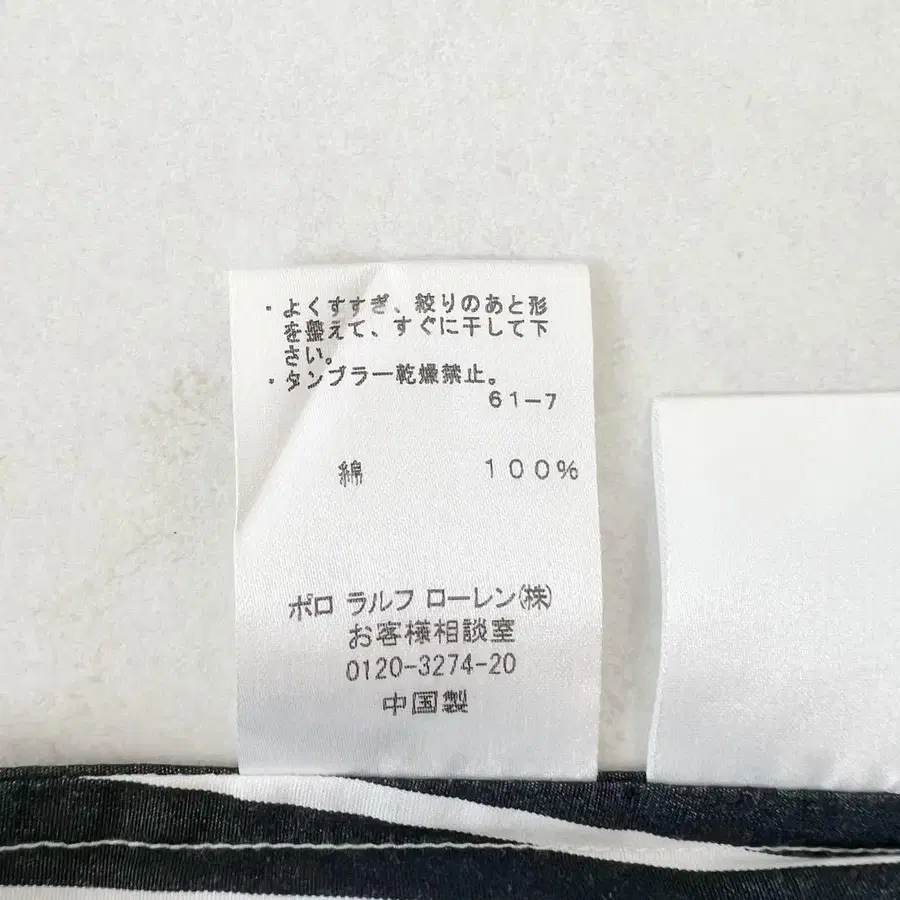 ・よくすすぎ、絞りのあと形
を整えて、すぐに干して下
さい。
・タンブラー乾燥禁止。
61-7
綿 100%
ポロ ラルフ ローレン(株)
お客様相談室
0120-3274-20
中国製